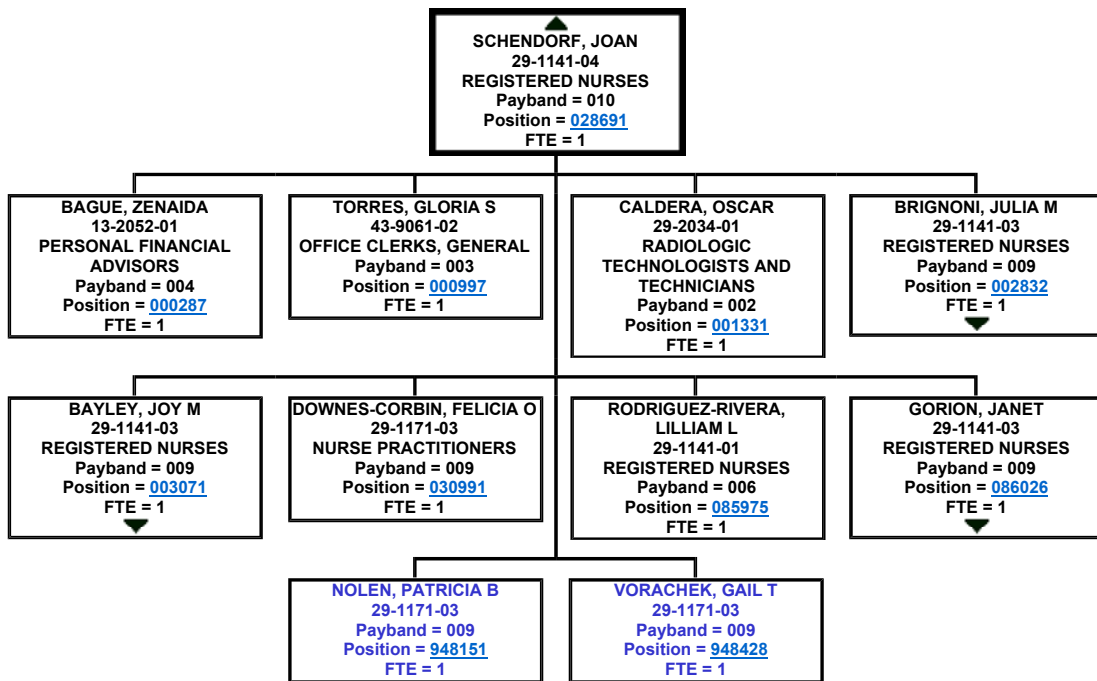 SCHENDORF, JOAN
29-1141-04
REGISTERED NURSES
Payband = 010
Position = 028691
FTE = 1
BAGUE, ZENAIDA
13-2052-01
PERSONAL FINANCIAL
ADVISORS
Payband = 004
Position = 000287
FTE = 1
TORRES, GLORIA S
43-9061-02
OFFICE CLERKS, GENERAL
Payband = 003
Position = 000997
FTE = 1
CALDERA, OSCAR
29-2034-01
RADIOLOGIC
TECHNOLOGISTS AND
TECHNICIANS
Payband = 002
Position = 001331
FTE = 1
BRIGNONI, JULIA M
29-1141-03
REGISTERED NURSES
Payband = 009
Position = 002832
FTE = 1
BAYLEY, JOY M
29-1141-03
REGISTERED NURSES
Payband = 009
Position = 003071
FTE = 1
DOWNES-CORBIN, FELICIA O
29-1171-03
NURSE PRACTITIONERS
Payband = 009
Position = 030991
FTE = 1
RODRIGUEZ-RIVERA,
LILLIAM L
29-1141-01
REGISTERED NURSES
Payband = 006
Position = 085975
FTE = 1
GORION, JANET
29-1141-03
REGISTERED NURSES
Payband = 009
Position = 086026
FTE = 1
NOLEN, PATRICIA B
29-1171-03
Payband = 009
Position = 948151
FTE = 1
VORACHEK, GAIL T
29-1171-03
Payband = 009
Position = 948428
FTE = 1